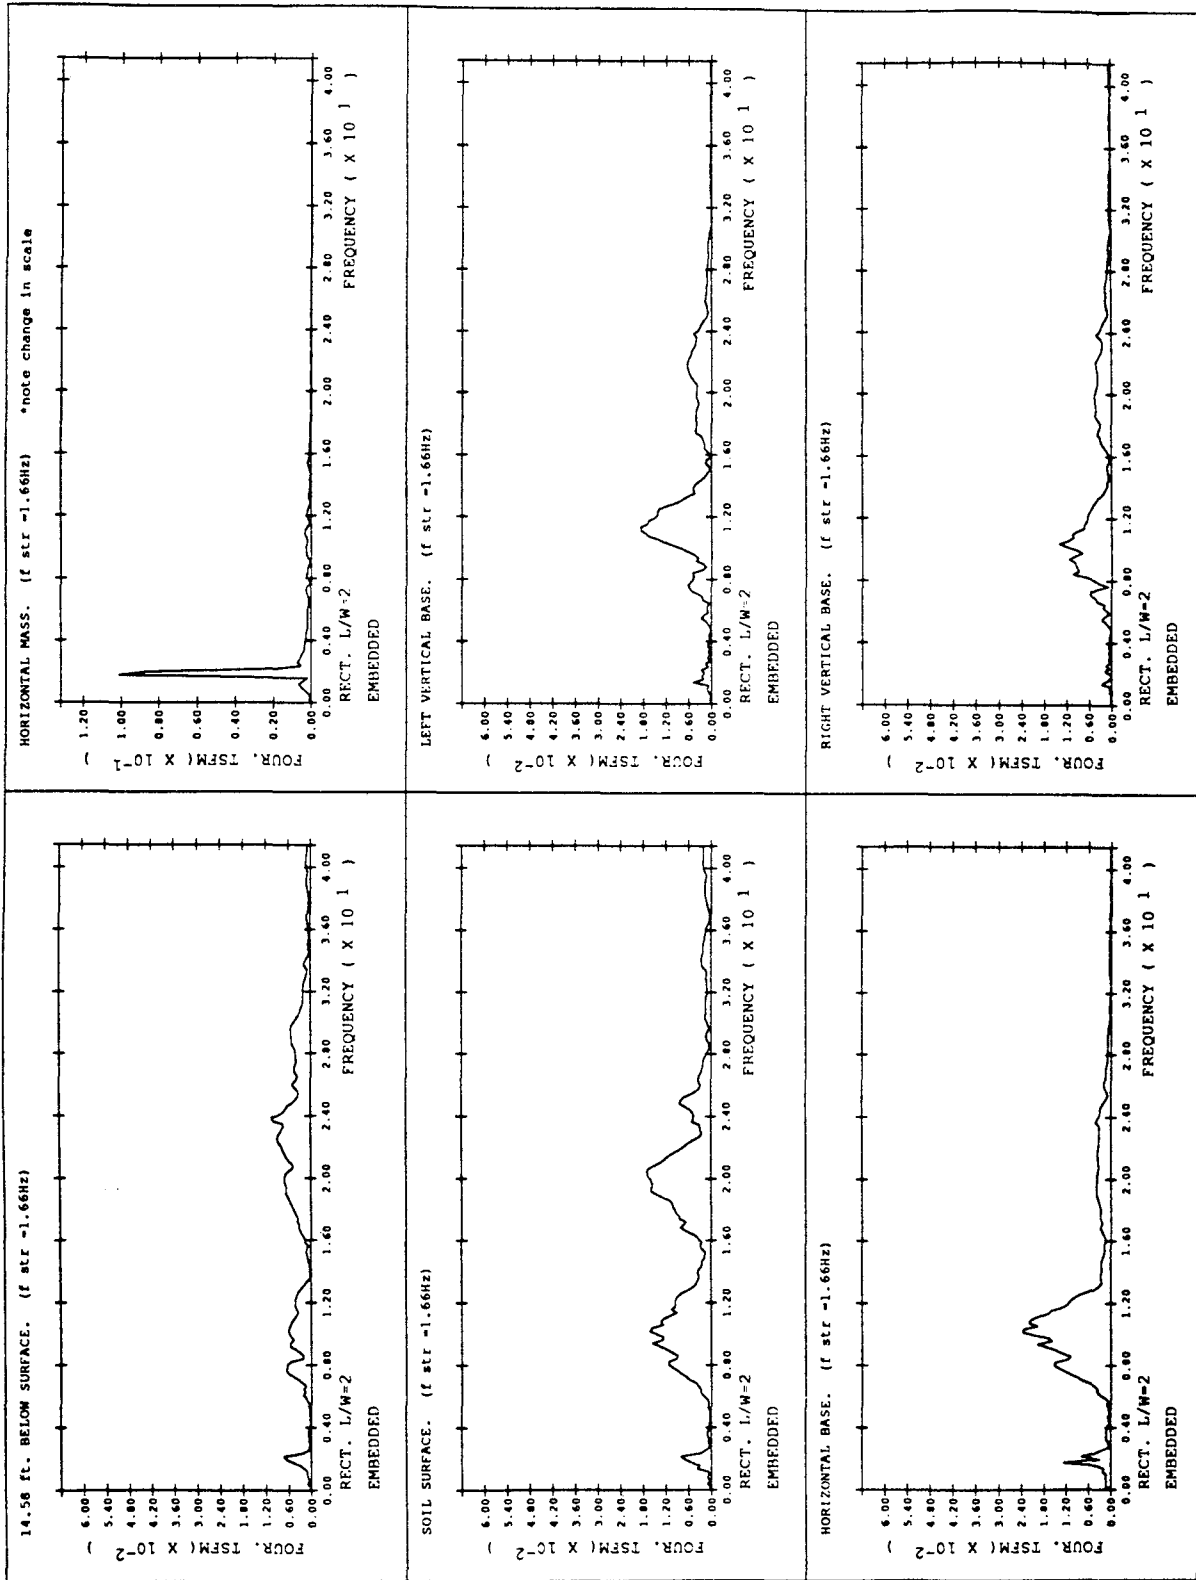 14.58 ft. BELOW SURFACE. (f str =1.66Hz)
FOUR. TSFM( X 10-2 )
6.00
5.40
4.80
4.20
3.60
3.00
2.40
1.80
1.20
0.60
0.00
0.00 0.40 0.80 1.20 1.60 2.00 2.40 2.80 3.20 3.60 4.00
RECT. L/W=2 FREQUENCY ( X 10 1 )
EMBEDDED
HORIZONTAL MASS. (f str =1.66Hz) *note change in scale
FOUR. TSFM( X 10-1 )
1.20
1.00
0.80
0.60
0.40
0.20
0.00
0.00 0.40 0.80 1.20 1.60 2.00 2.40 2.80 3.20 3.60 4.00
RECT. L/W=2 FREQUENCY ( X 10 1 )
EMBEDDED
SOIL SURFACE. (f str =1.66Hz)
FOUR. TSFM( X 10-2 )
6.00
5.40
4.80
4.20
3.60
3.00
2.40
1.80
1.20
0.60
0.00
0.00 0.40 0.80 1.20 1.60 2.00 2.40 2.80 3.20 3.60 4.00
RECT. L/W=2 FREQUENCY ( X 10 1 )
EMBEDDED
LEFT VERTICAL BASE. (f str =1.66Hz)
FOUR. TSFM( X 10-2 )
6.00
5.40
4.80
4.20
3.60
3.00
2.40
1.80
1.20
0.60
0.00
0.00 0.40 0.80 1.20 1.60 2.00 2.40 2.80 3.20 3.60 4.00
RECT. L/W=2 FREQUENCY ( X 10 1 )
EMBEDDED
HORIZONTAL BASE. (f str =1.66Hz)
FOUR. TSFM( X 10-2 )
6.00
5.40
4.80
4.20
3.60
3.00
2.40
1.80
1.20
0.60
0.00
0.00 0.40 0.80 1.20 1.60 2.00 2.40 2.80 3.20 3.60 4.00
RECT. L/W=2 FREQUENCY ( X 10 1 )
EMBEDDED
RIGHT VERTICAL BASE. (f str =1.66Hz)
FOUR. TSFM( X 10-2 )
6.00
5.40
4.80
4.20
3.60
3.00
2.40
1.80
1.20
0.60
0.00
0.00 0.40 0.80 1.20 1.60 2.00 2.40 2.80 3.20 3.60 4.00
RECT. L/W=2 FREQUENCY ( X 10 1 )
EMBEDDED